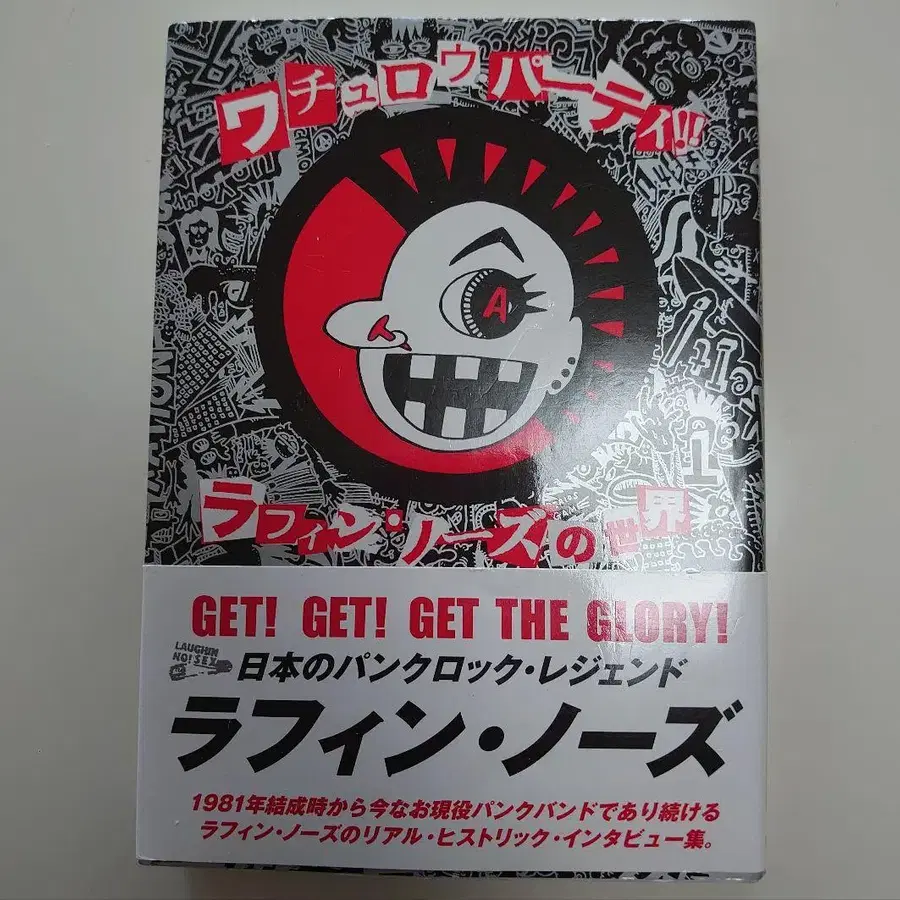 ワチュロウ パーティ!!
A
ラフィン・ノーズの世界
GET! GET! GET THE GLORY!
LAUGHIN
NO!SEX
日本のパンクロック・レジェンド
ラフィン・ノーズ
1981年結成時から今なお現役パンクバンドであり続ける
ラフィン・ノーズのリアル・ヒストリック・インタビュー集。